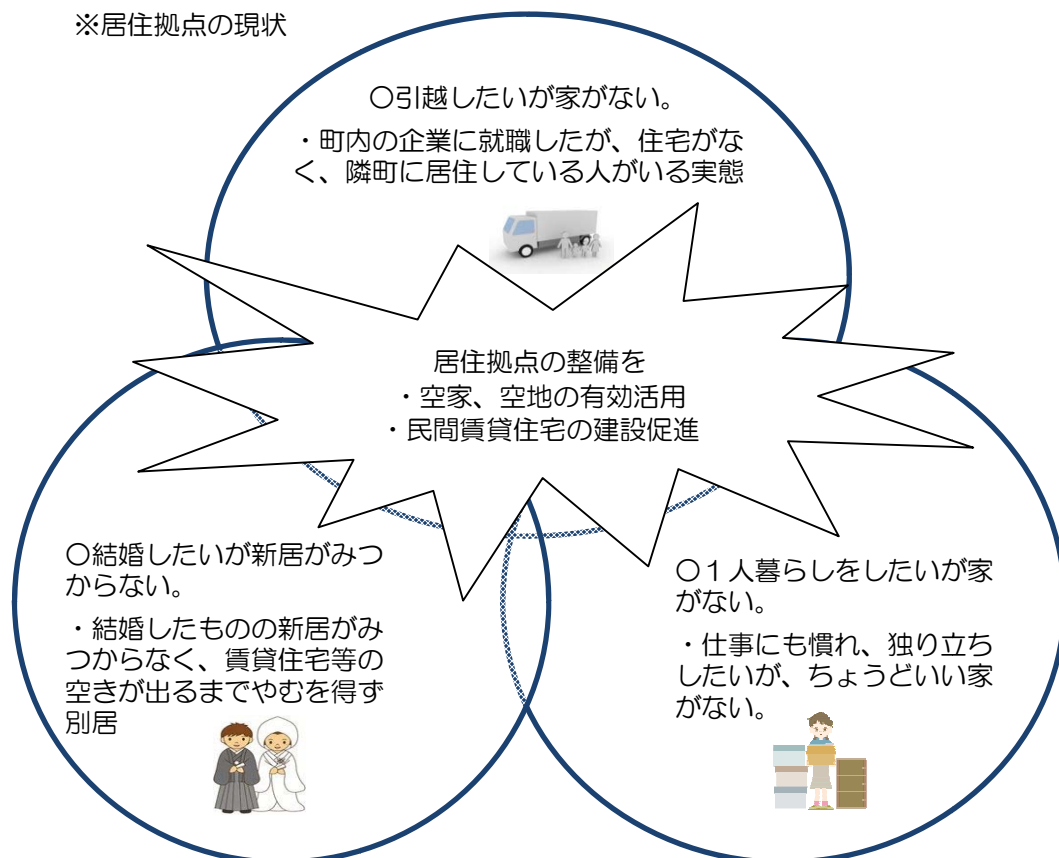 ※居住拠点の現状
〇引越したいが家がない。
・町内の企業に就職したが、住宅がな
く、隣町に居住している人がいる実態
居住拠点の整備を
・空家、空地の有効活用
・民間賃貸住宅の建設促進
〇結婚したいが新居がみつ
からない。
・結婚したものの新居がみ
つからなく、賃貸住宅等の
空きが出るまでやむを得ず
別居
〇１人暮らしをしたいが家
がない。
・仕事にも慣れ、独り立ち
したいが、ちょうどいい家
がない。